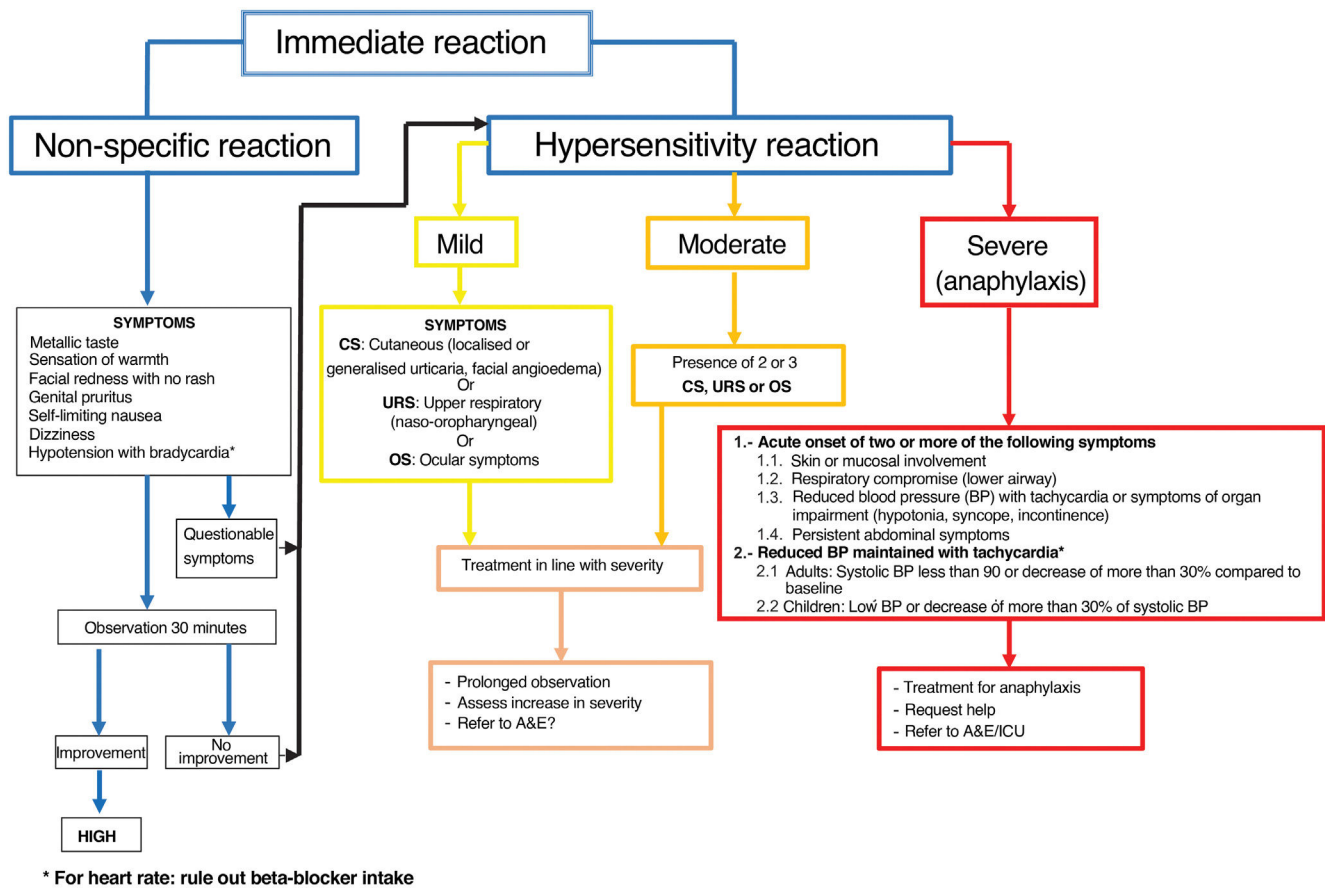 Immediate reaction
Non-specific reaction
Hypersensitivity reaction
Mild
Moderate
Severe
(anaphylaxis)
SYMPTOMS
Metallic taste
Sensation of warmth
Facial redness with no rash
Genital pruritus
Self-limiting nausea
Dizziness
Hypotension with bradycardia*
Questionable
symptoms
Observation 30 minutes
Improvement
No
improvement
HIGH
SYMPTOMS
CS: Cutaneous (localised or
generalised urticaria, facial angioedema)
Or
URS: Upper respiratory
(naso-oropharyngeal)
Or
OS: Ocular symptoms
Presence of 2 or 3
CS, URS or OS
Treatment in line with severity
- Prolonged observation
- Assess increase in severity
- Refer to A&E?
1.- Acute onset of two or more of the following symptoms
1.1. Skin or mucosal involvement
1.2. Respiratory compromise (lower airway)
1.3. Reduced blood pressure (BP) with tachycardia or symptoms of organ
impairment (hypotonia, syncope, incontinence)
1.4. Persistent abdominal symptoms
2.- Reduced BP maintained with tachycardia*
2.1 Adults: Systolic BP less than 90 or decrease of more than 30% compared to
baseline
2.2 Children: Low BP or decrease of more than 30% of systolic BP
- Treatment for anaphylaxis
- Request help
- Refer to A&E/ICU
* For heart rate: rule out beta-blocker intake